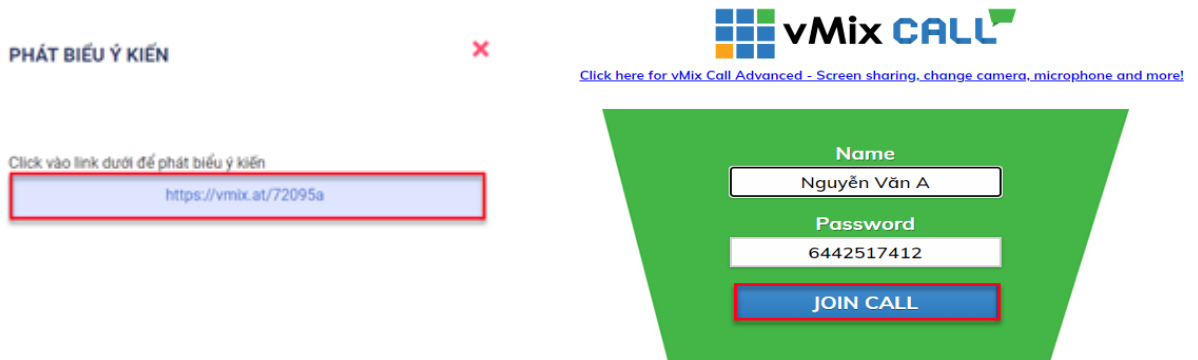 PHÁT BIỂU Ý KIẾN
Click vào link dưới để phát biểu ý kiến
https://vmix.at/72095a
vMix CALL
Click here for vMix Call Advanced - Screen sharing, change camera, microphone and more!
Name
Nguyễn Văn A
Password
6442517412
JOIN CALL